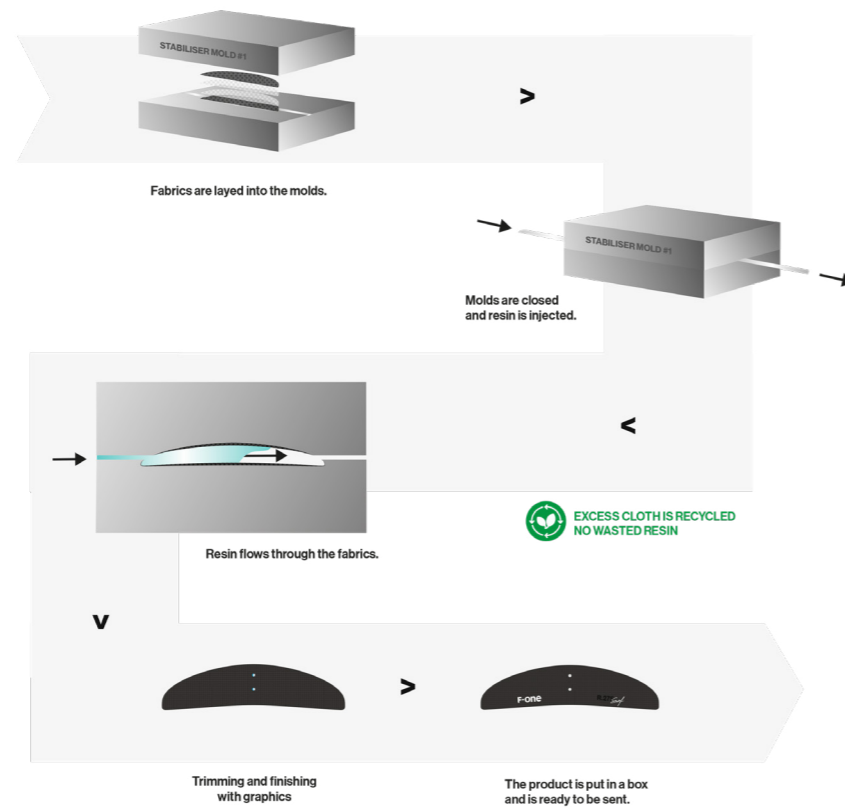 STABILISER MOLD #1
>
Fabrics are layed into the molds.
STABILISER MOLD #1
Molds are closed
and resin is injected.
<
Resin flows through the fabrics.
EXCESS CLOTH IS RECYCLED
NO WASTED RESIN
v
>
F-one
Trimming and finishing
with graphics
The product is put in a box
and is ready to be sent.